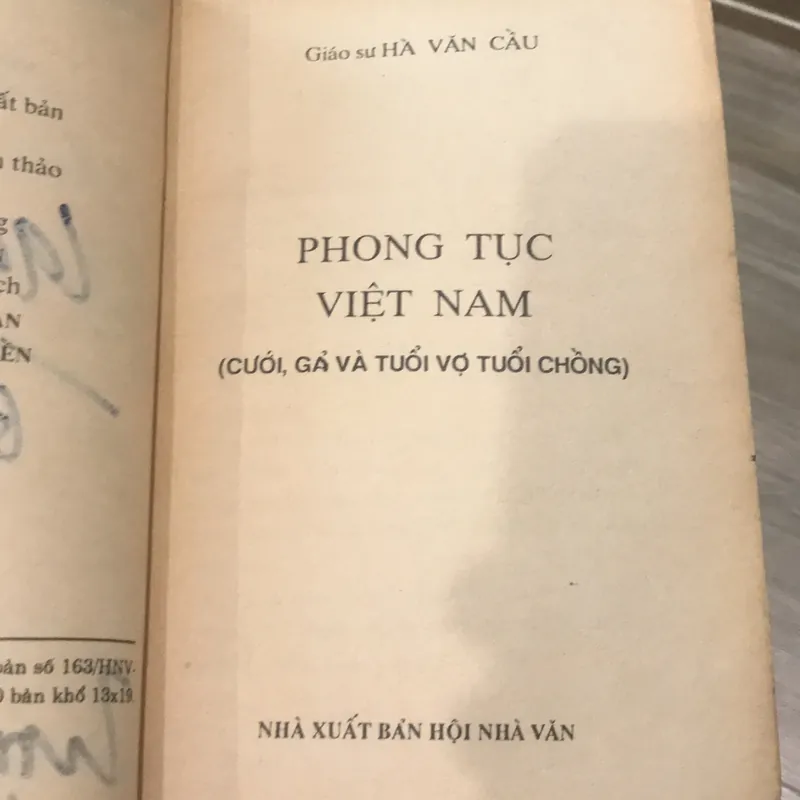 ất bản
thảo
ch
ỀN
bản số 163/HNV.
bản khổ 13x19.
Giáo sư HÀ VĂN CẦU
PHONG TỤC
VIỆT NAM
(CƯỚI, GẢ VÀ TUỔI VỢ TUỔI CHỒNG)
NHÀ XUẤT BẢN HỘI NHÀ VĂN